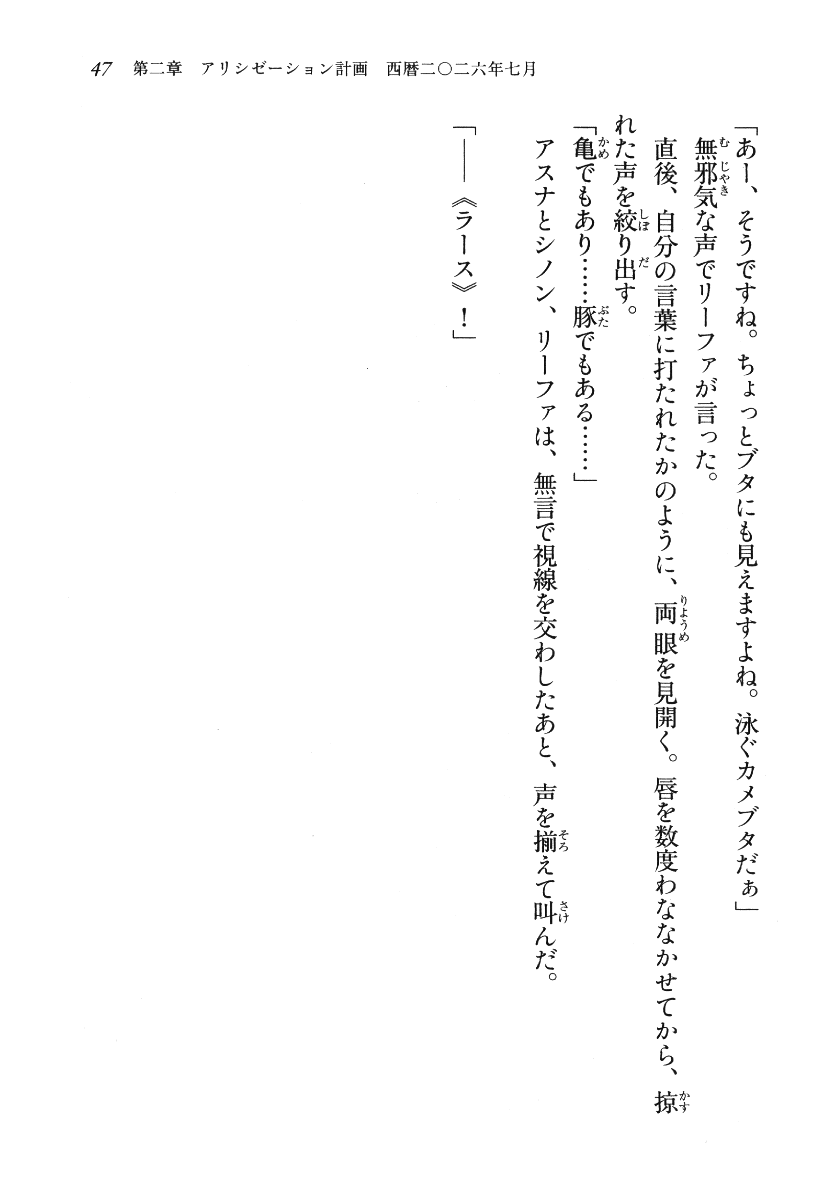 47 第二章 アリシゼーション計画 西暦二〇二六年七月
「あー、そうですね。ちょっとブタにも見えますよね。泳ぐカメブタだぁ」
無邪気な声でリーファが言った。
直後、自分の言葉に打たれたかのように、両眼を見開く。唇を数度わななかせてから、掠
れた声を絞り出す。
「亀でもあり……豚でもある……」
アスナとシノン、リーファは、無言で視線を交わしたあと、声を揃えて叫んだ。
「――《ラース》！」